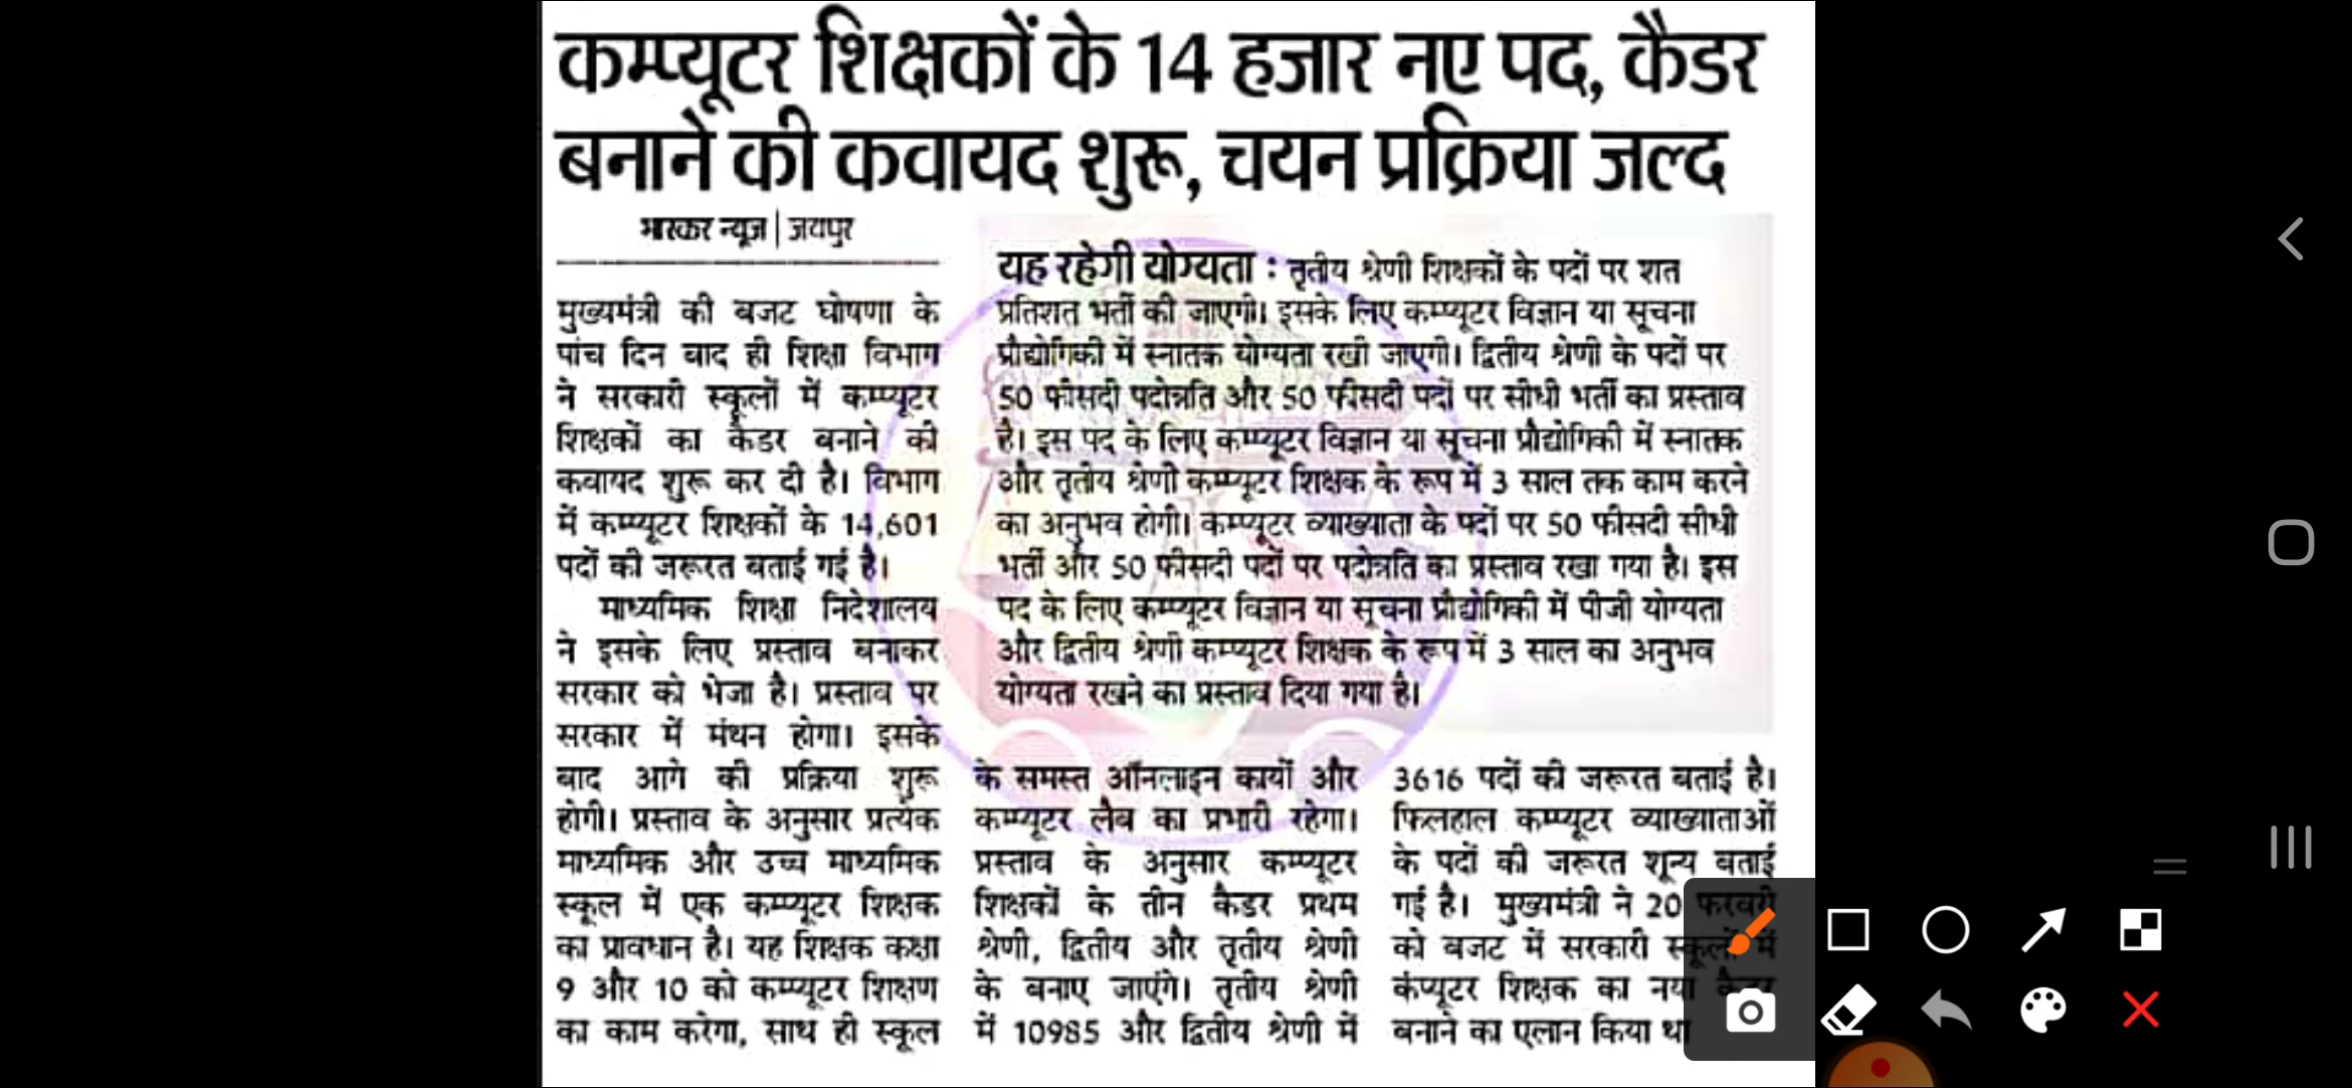 कम्प्यूटर शिक्षकों के 14 हजार नए पद, कैडर
बनाने की कवायद शुरू, चयन प्रक्रिया जल्द
भास्कर न्यूज | जयपुर
मुख्यमंत्री की बजट घोषणा के
पांच दिन बाद ही शिक्षा विभाग
ने सरकारी स्कूलों में कम्प्यूटर
शिक्षकों का कैडर बनाने की
कवायद शुरू कर दी है। विभाग
में कम्प्यूटर शिक्षकों के 14,601
पदों की जरूरत बताई गई है।
माध्यमिक शिक्षा निदेशालय
ने इसके लिए प्रस्ताव बनाकर
सरकार को भेजा है। प्रस्ताव पर
सरकार में मंथन होगा। इसके
बाद आगे की प्रक्रिया शुरू
होगी। प्रस्ताव के अनुसार प्रत्येक
माध्यमिक और उच्च माध्यमिक
स्कूल में एक कम्प्यूटर शिक्षक
का प्रावधान है। यह शिक्षक कक्षा
9 और 10 को कम्प्यूटर शिक्षण
का काम करेगा, साथ ही स्कूल
यह रहेगी योग्यता : तृतीय श्रेणी शिक्षकों के पदों पर शत
प्रतिशत भर्ती की जाएगी। इसके लिए कम्प्यूटर विज्ञान या सूचना
प्रौद्योगिकी में स्नातक योग्यता रखी जाएगी। द्वितीय श्रेणी के पदों पर
50 फीसदी पदोन्नति और 50 फीसदी पदों पर सीधी भर्ती का प्रस्ताव
है। इस पद के लिए कम्प्यूटर विज्ञान या सूचना प्रौद्योगिकी में स्नातक
और तृतीय श्रेणी कम्प्यूटर शिक्षक के रूप में 3 साल तक काम करने
का अनुभव होगी। कम्प्यूटर व्याख्याता के पदों पर 50 फीसदी सीधी
भर्ती और 50 फीसदी पदों पर पदोन्नति का प्रस्ताव रखा गया है। इस
पद के लिए कम्प्यूटर विज्ञान या सूचना प्रौद्योगिकी में पीजी योग्यता
और द्वितीय श्रेणी कम्प्यूटर शिक्षक के रूप में 3 साल का अनुभव
योग्यता रखने का प्रस्ताव दिया गया है।
के समस्त ऑनलाइन कार्यों और
कम्प्यूटर लैब का प्रभारी रहेगा।
प्रस्ताव के अनुसार कम्प्यूटर
शिक्षकों के तीन कैडर प्रथम
श्रेणी, द्वितीय और तृतीय श्रेणी
के बनाए जाएंगे। तृतीय श्रेणी
में 10985 और द्वितीय श्रेणी में
3616 पदों की जरूरत बताई है।
फिलहाल कम्प्यूटर व्याख्याताओं
के पदों की जरूरत शून्य बताई
गई है। मुख्यमंत्री ने 20 फरवरी
को बजट में सरकारी स्कूलों में
कंप्यूटर शिक्षक का नया कैडर
बनाने का एलान किया था